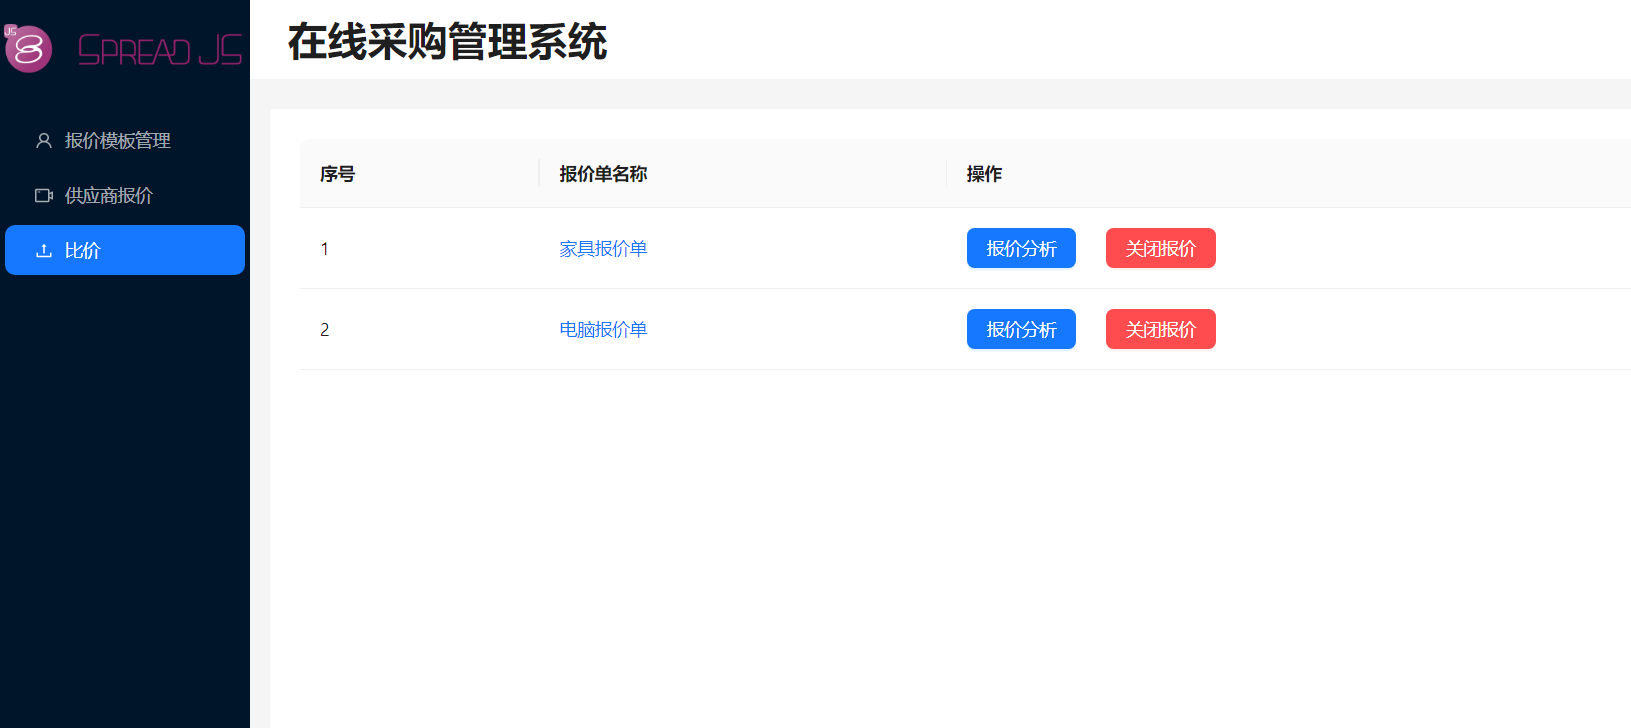 JS
SPREAD JS
在线采购管理系统
报价模板管理
供应商报价
比价
序号 报价单名称 操作
1 家具报价单 报价分析 关闭报价
2 电脑报价单 报价分析 关闭报价